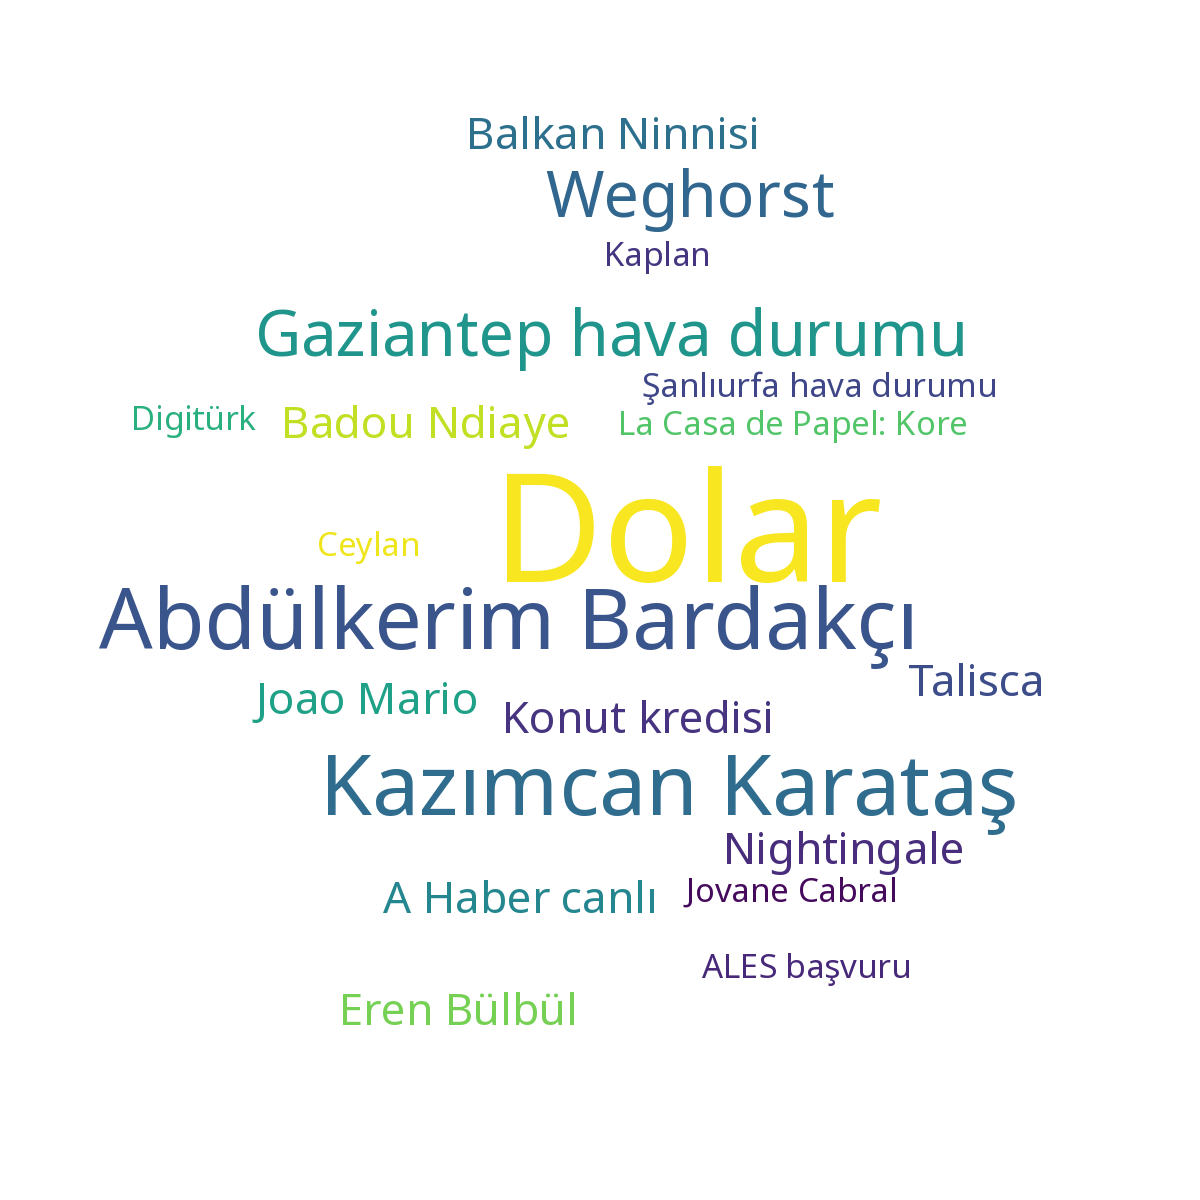 Balkan Ninnisi
Weghorst
Kaplan
Gaziantep hava durumu
Şanlıurfa hava durumu
Digitürk
Badou Ndiaye
La Casa de Papel: Kore
Dolar
Ceylan
Abdülkerim Bardakçı
Talisca
Joao Mario
Konut kredisi
Kazımcan Karataş
Nightingale
Jovane Cabral
A Haber canlı
ALES başvuru
Eren Bülbül